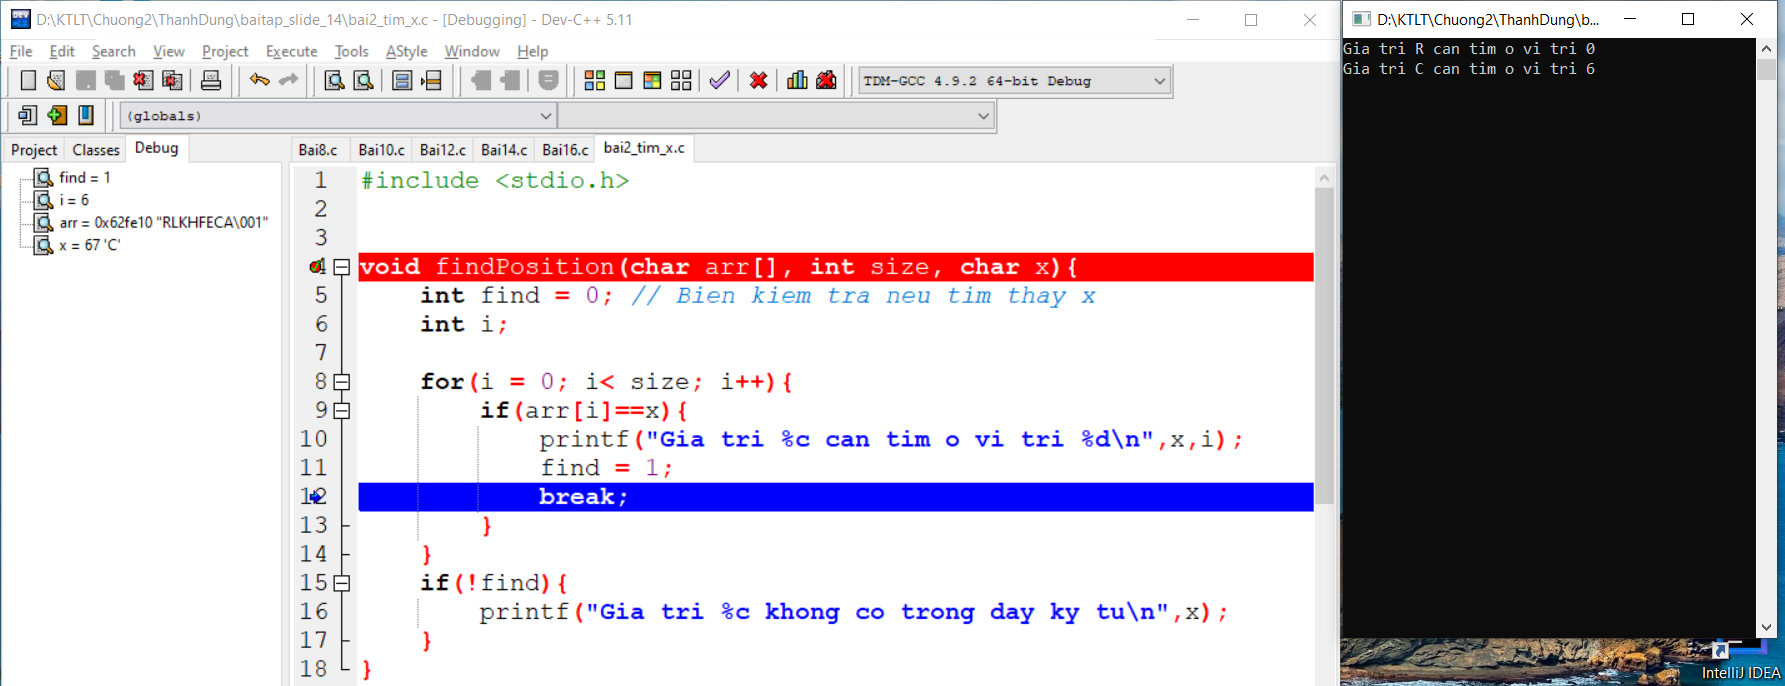 D:\KTLT\Chuong2\ThanhDung\baitap_slide_14\bai2_tim_x.c - [Debugging] - Dev-C++ 5.11
File Edit Search View Project Execute Tools AStyle Window Help
TDM-GCC 4.9.2 64-bit Debug
(globals)
Project Classes Debug
find = 1
i = 6
arr = 0x62fe10 "RLKHFECA\001"
x = 67 'C'
Bai8.c Bai10.c Bai12.c Bai14.c Bai16.c bai2_tim_x.c
1 #include <stdio.h>
2
3
4 void findPosition(char arr[], int size, char x){
5 int find = 0; // Bien kiem tra neu tim thay x
6 int i;
7
8 for(i = 0; i< size; i++){
9 if(arr[i]==x){
10 printf("Gia tri %c can tim o vi tri %d\n",x,i);
11 find = 1;
12 break;
13 }
14 }
15 if(!find){
16 printf("Gia tri %c khong co trong day ky tu\n",x);
17 }
18 }
D:\KTLT\Chuong2\ThanhDung\b...
Gia tri R can tim o vi tri 0
Gia tri C can tim o vi tri 6
IntelliJ IDEA